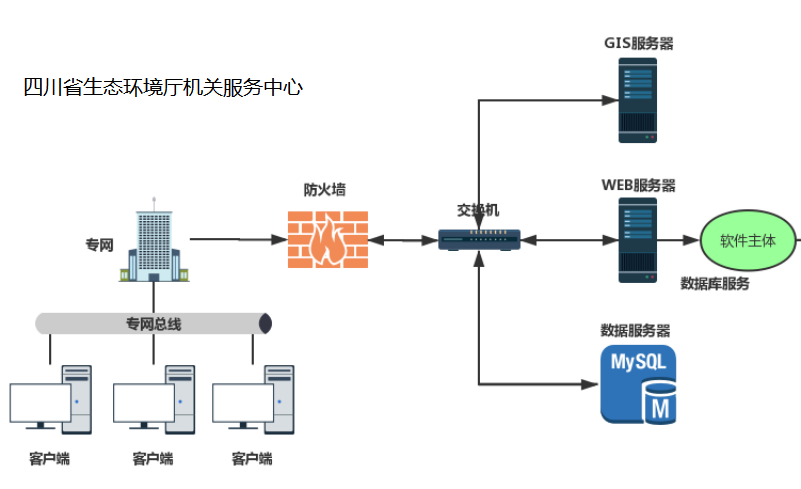 GIS服务器
四川省生态环境厅机关服务中心
WEB服务器
防火墙
交换机
专网
软件主体
数据库服务
专网总线
数据服务器
MySQL
M
客户端
客户端
客户端